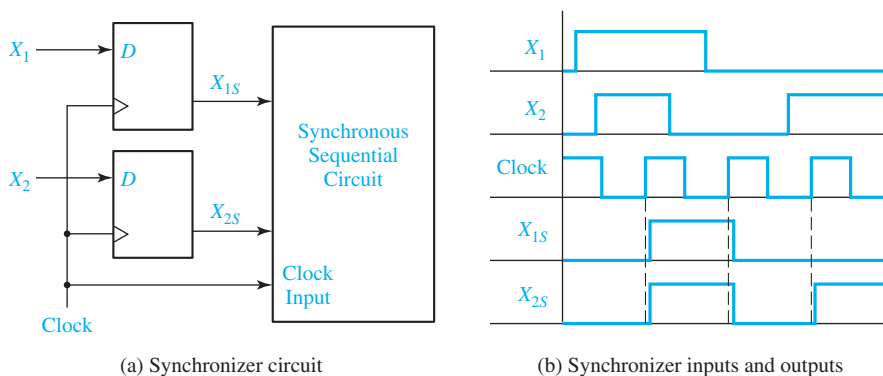 X₁
D
X₁S
X₂
D
X₂S
Clock
Synchronous
Sequential
Circuit
Clock
Input
(a) Synchronizer circuit
X₁
X₂
Clock
X₁S
X₂S
(b) Synchronizer inputs and outputs